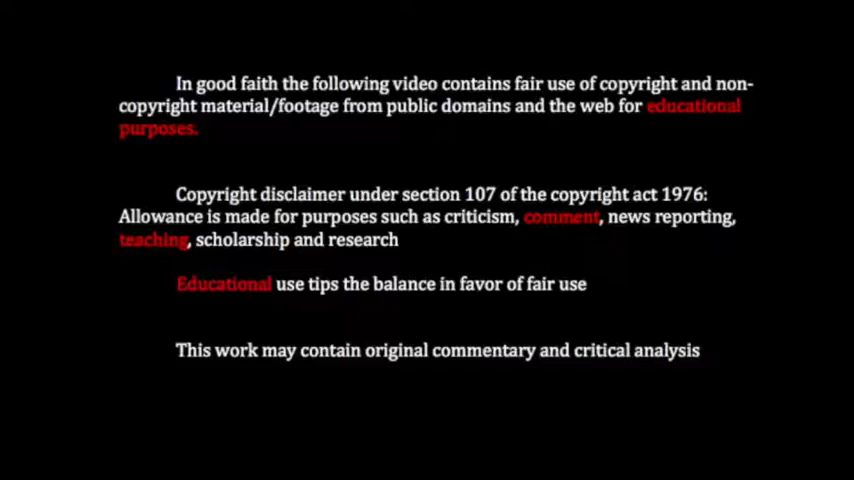 In good faith the following video contains fair use of copyright and non-
copyright material/footage from public domains and the web for educational
purposes.
Copyright disclaimer under section 107 of the copyright act 1976:
Allowance is made for purposes such as criticism, comment, news reporting,
teaching, scholarship and research
Educational use tips the balance in favor of fair use
This work may contain original commentary and critical analysis